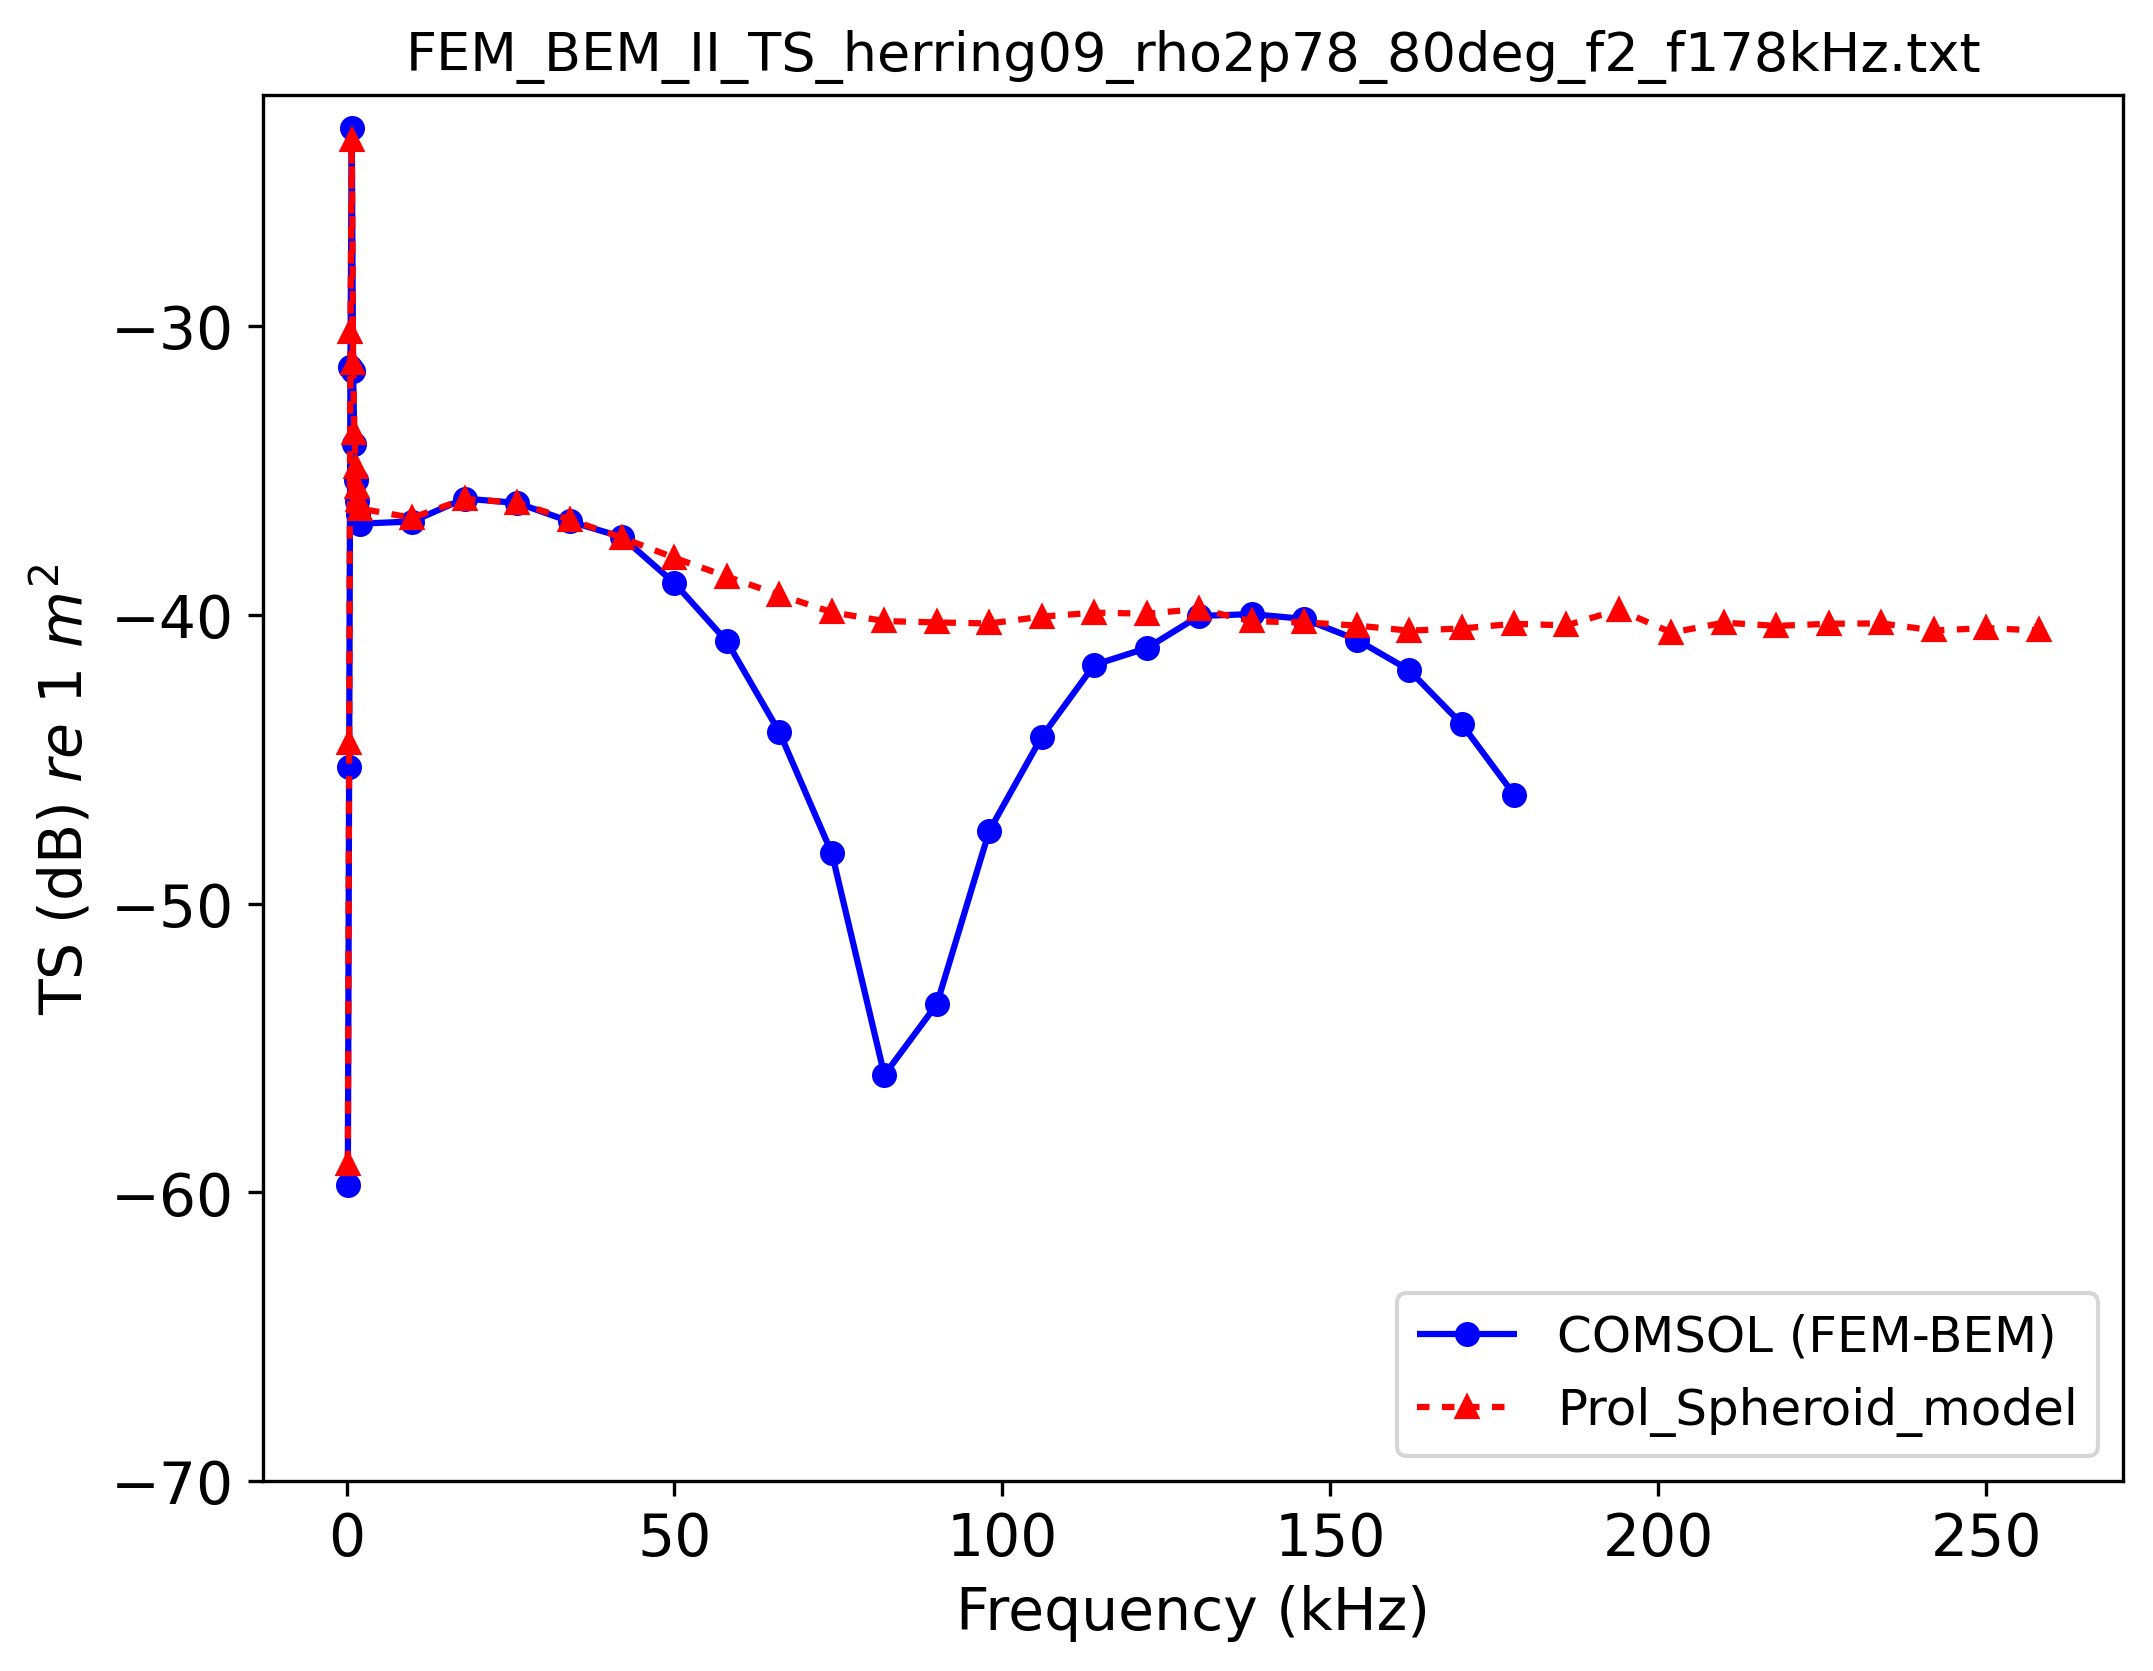 FEM_BEM_II_TS_herring09_rho2p78_80deg_f2_f178kHz.txt
TS (dB) re 1 m²
−30
−40
−50
−60
−70
0 50 100 150 200 250
Frequency (kHz)
COMSOL (FEM-BEM)
Prol_Spheroid_model